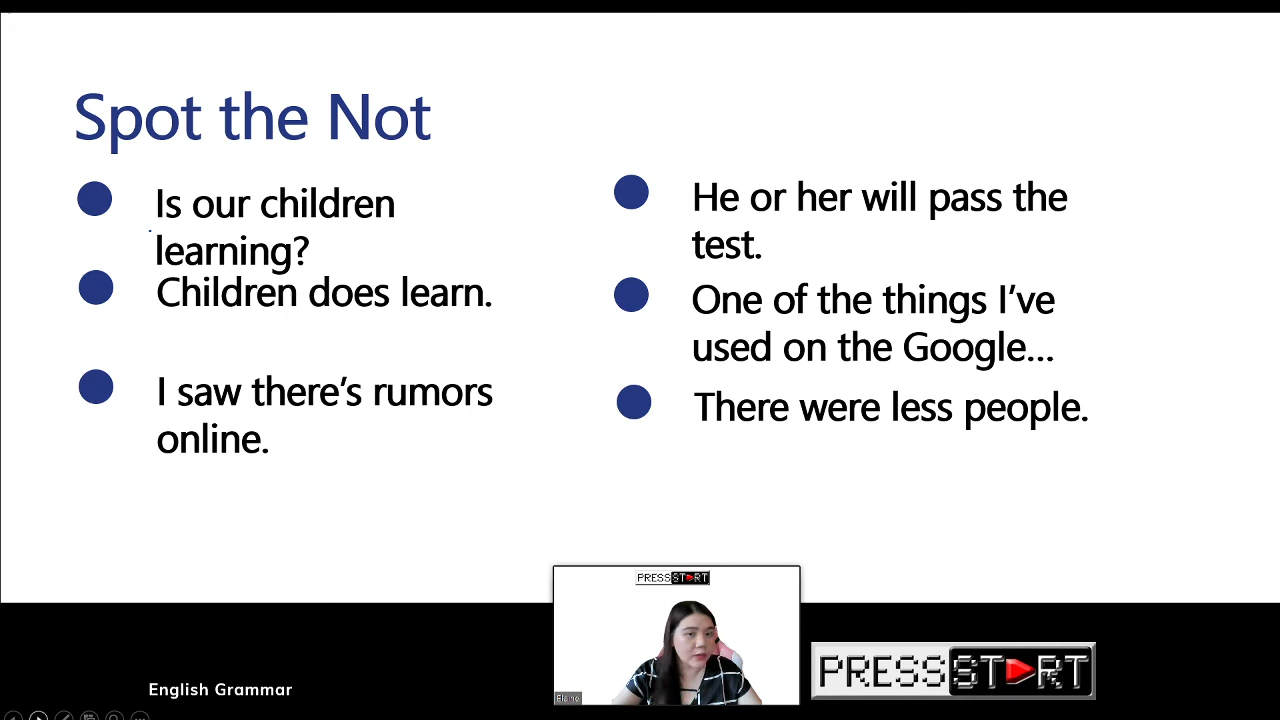 Spot the Not
Is our children
learning?
Children does learn.
I saw there's rumors
online.
He or her will pass the
test.
One of the things I've
used on the Google...
There were less people.
PRESS START
Elaine
English Grammar
PRESS START